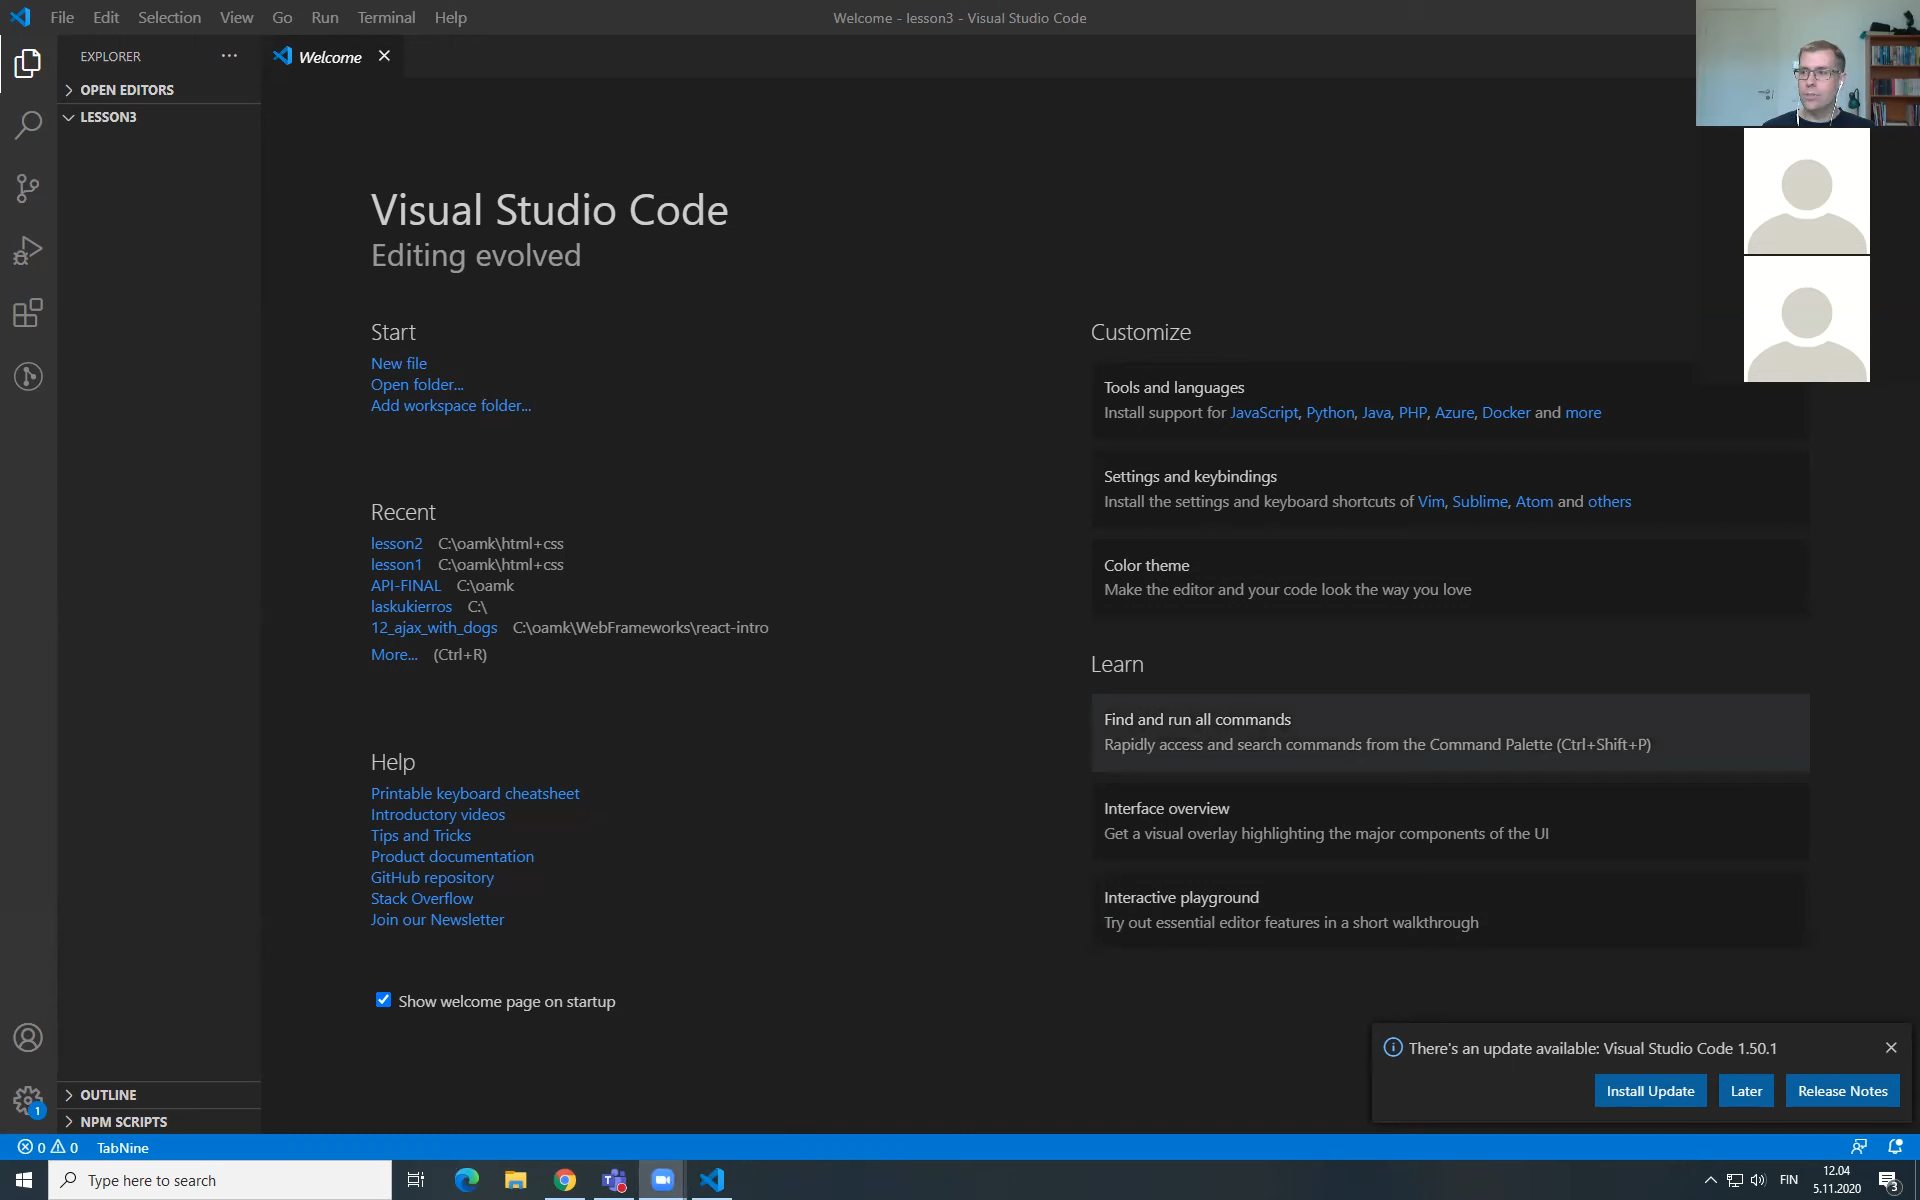 File Edit Selection View Go Run Terminal Help
Welcome - lesson3 - Visual Studio Code
EXPLORER
Welcome
OPEN EDITORS
LESSON3
Visual Studio Code
Editing evolved
Start
New file
Open folder...
Add workspace folder...
Recent
lesson2 C:\oamk\html+css
lesson1 C:\oamk\html+css
API-FINAL C:\oamk
laskukierros C:\
12_ajax_with_dogs C:\oamk\WebFrameworks\react-intro
More... (Ctrl+R)
Help
Printable keyboard cheatsheet
Introductory videos
Tips and Tricks
Product documentation
GitHub repository
Stack Overflow
Join our Newsletter
Show welcome page on startup
Customize
Tools and languages
Install support for JavaScript, Python, Java, PHP, Azure, Docker and more
Settings and keybindings
Install the settings and keyboard shortcuts of Vim, Sublime, Atom and others
Color theme
Make the editor and your code look the way you love
Learn
Find and run all commands
Rapidly access and search commands from the Command Palette (Ctrl+Shift+P)
Interface overview
Get a visual overlay highlighting the major components of the UI
Interactive playground
Try out essential editor features in a short walkthrough
There's an update available: Visual Studio Code 1.50.1
Install Update Later Release Notes
1
OUTLINE
NPM SCRIPTS
0 0 TabNine
Type here to search
FIN
12.04
5.11.2020
3